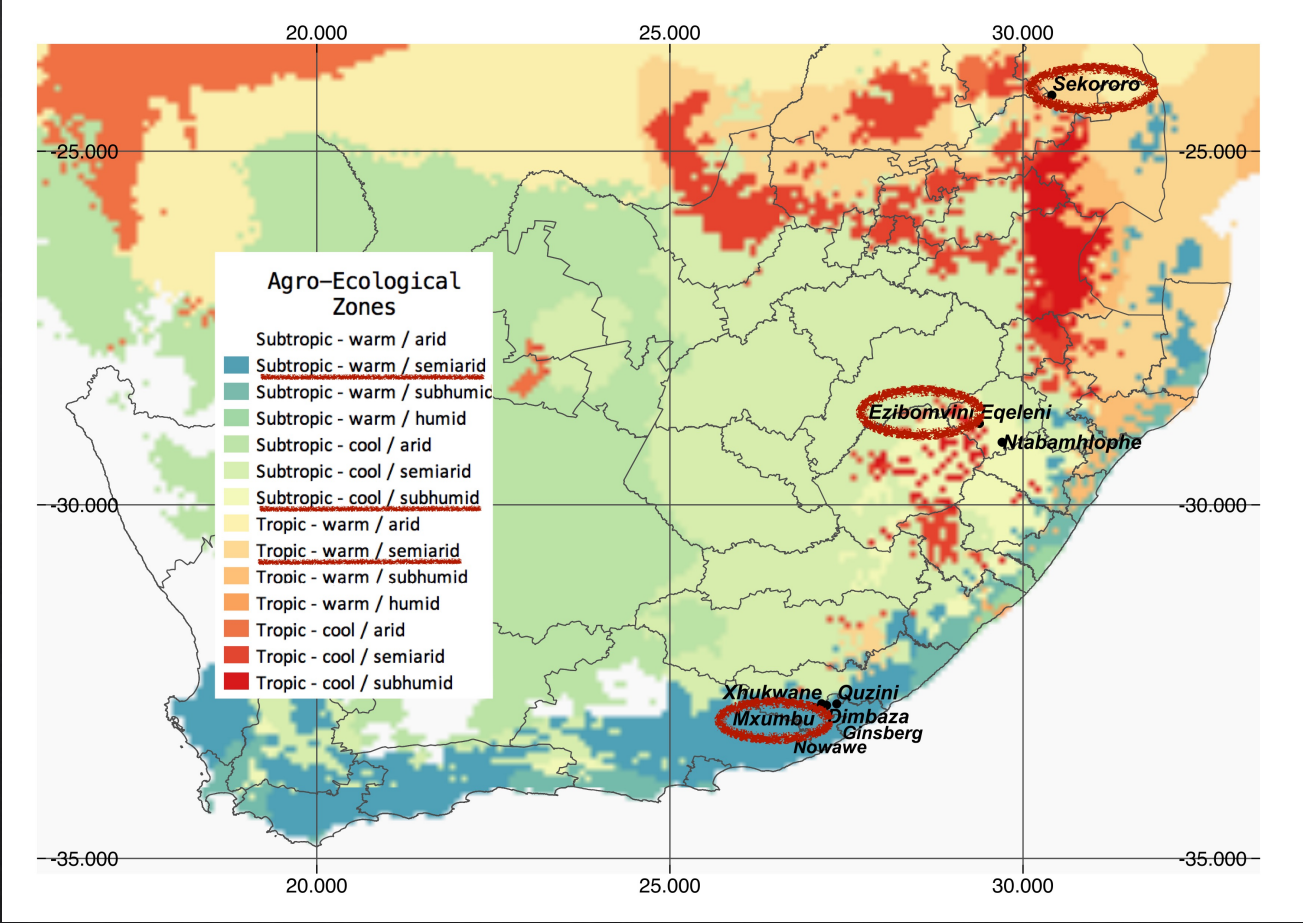 20.000 25.000 30.000
Sekororo
-25.000 -25.000
Agro-Ecological
Zones
Subtropic - warm / arid
Subtropic - warm / semiarid
Subtropic - warm / subhumid
Subtropic - warm / humid
Subtropic - cool / arid
Subtropic - cool / semiarid
Subtropic - cool / subhumid
Tropic - warm / arid
Tropic - warm / semiarid
Tropic - warm / subhumid
Tropic - warm / humid
Tropic - cool / arid
Tropic - cool / semiarid
Tropic - cool / subhumid
Ezibomvini Eqeleni
Ntabamhlophe
-30.000 -30.000
Xhukwane Quzini
Mxumbu Dimbaza
Ginsberg
Nowawe
-35.000 -35.000
20.000 25.000 30.000